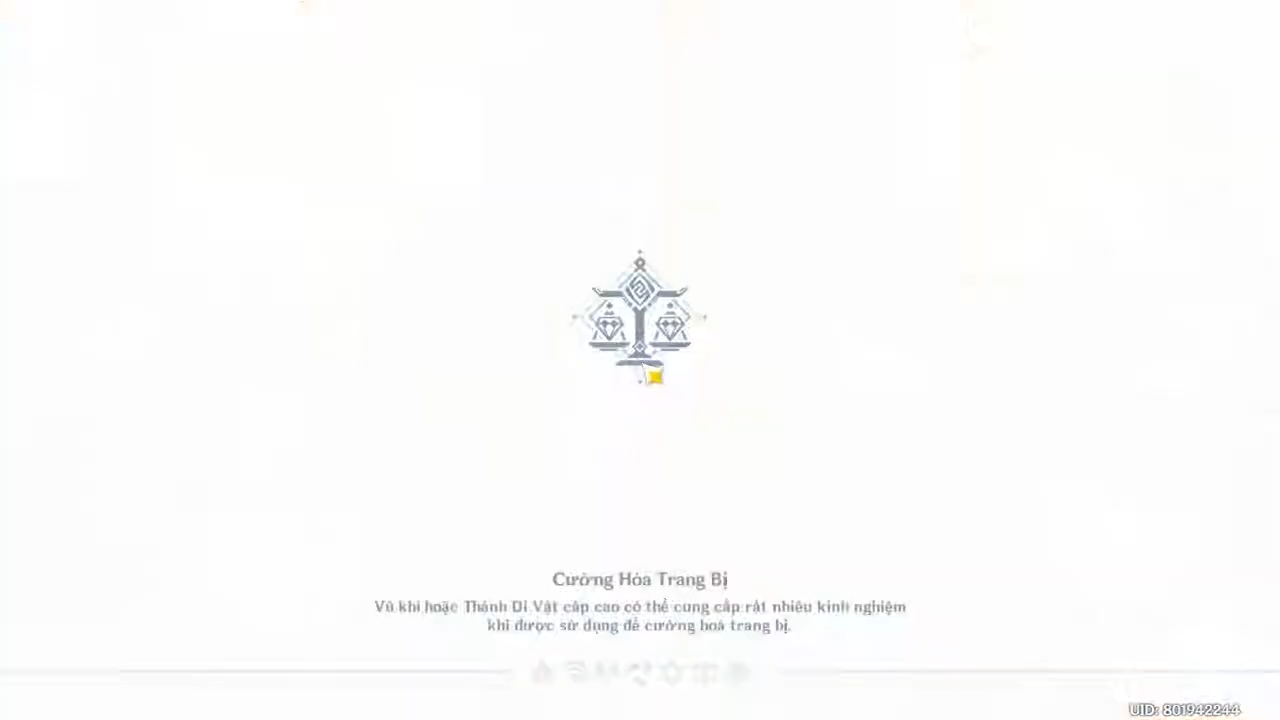 Cường Hóa Trang Bị
Vũ khí hoặc Thánh Di Vật cấp cao có thể cung cấp rất nhiều kinh nghiệm
khi được sử dụng để cường hoá trang bị.
UID: 801942244